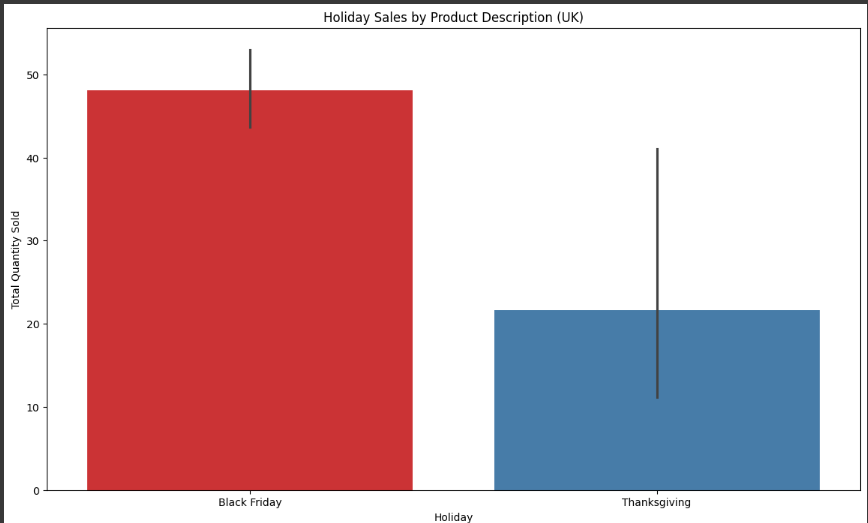 Holiday Sales by Product Description (UK)
Total Quantity Sold
50
40
30
20
10
0
Black Friday
Thanksgiving
Holiday